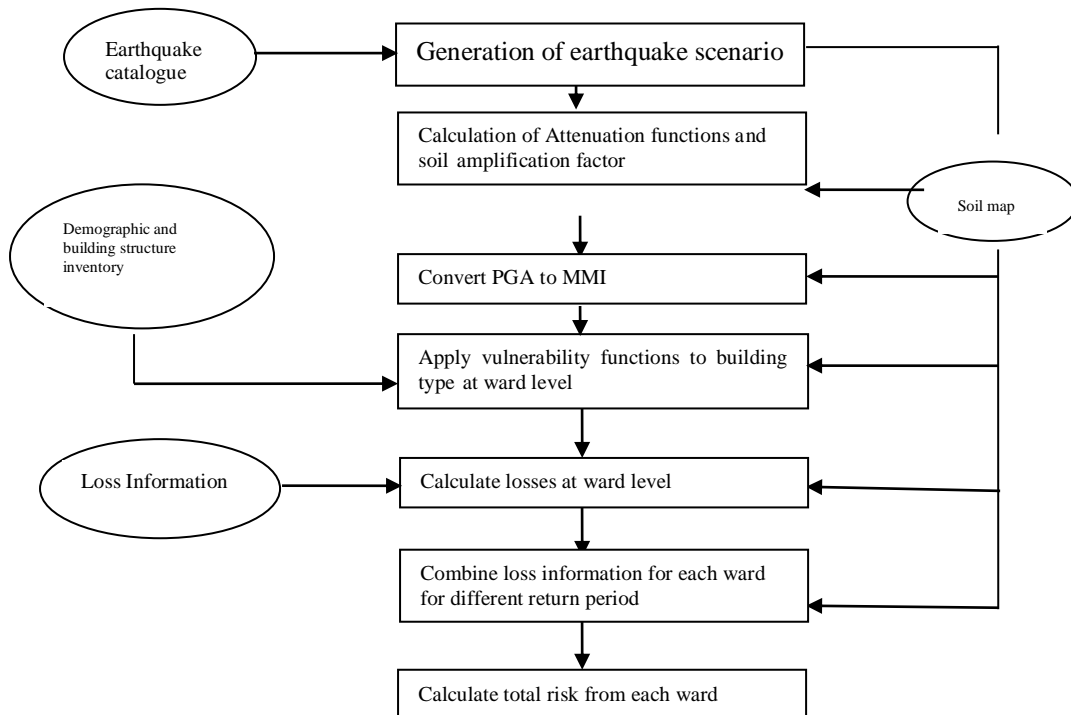 Earthquake
catalogue
Generation of earthquake scenario
Calculation of Attenuation functions and
soil amplification factor
Soil map
Demographic and
building structure
inventory
Convert PGA to MMI
Apply vulnerability functions to building
type at ward level
Loss Information
Calculate losses at ward level
Combine loss information for each ward
for different return period
Calculate total risk from each ward